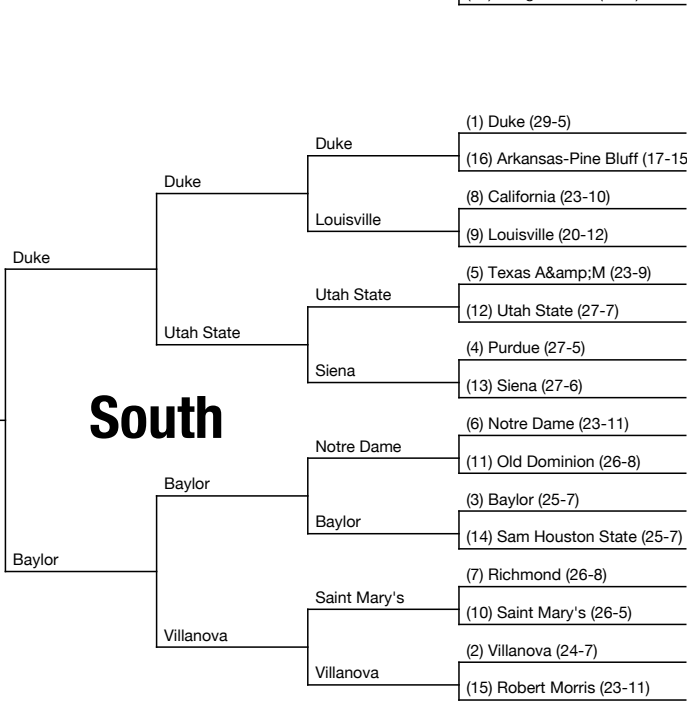 (1) Duke (29-5)
Duke
(16) Arkansas-Pine Bluff (17-15
Duke
(8) California (23-10)
Louisville
(9) Louisville (20-12)
Duke
(5) Texas A&amp;M (23-9)
Utah State
(12) Utah State (27-7)
Utah State
(4) Purdue (27-5)
Siena
(13) Siena (27-6)
South
(6) Notre Dame (23-11)
Notre Dame
(11) Old Dominion (26-8)
Baylor
(3) Baylor (25-7)
Baylor
(14) Sam Houston State (25-7)
Baylor
(7) Richmond (26-8)
Saint Mary's
(10) Saint Mary's (26-5)
Villanova
(2) Villanova (24-7)
Villanova
(15) Robert Morris (23-11)